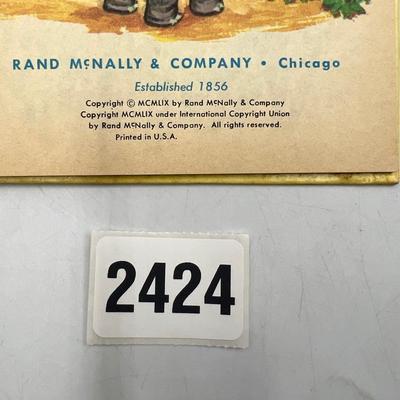 RAND MᶜNALLY & COMPANY • Chicago
Established 1856
Copyright © MCMLIX by Rand MᶜNally & Company
Copyright MCMLIX under International Copyright Union
by Rand MᶜNally & Company. All rights reserved.
Printed in U.S.A.
2424